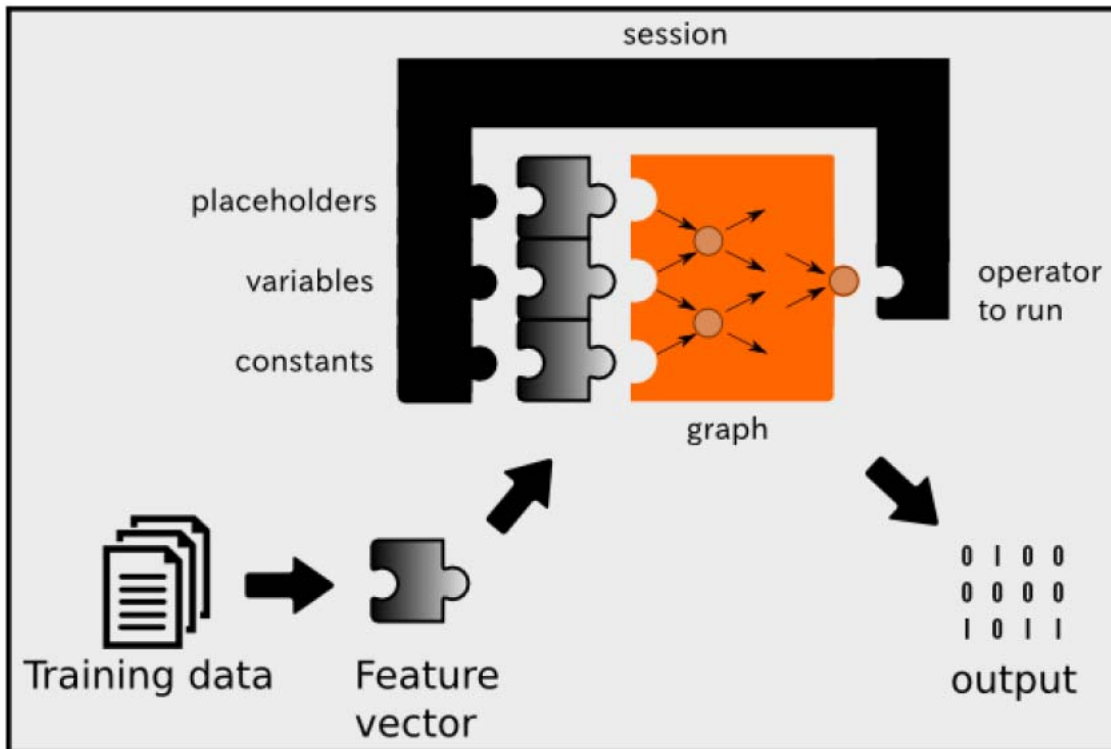 session
placeholders
variables
constants
operator
to run
graph
0 1 0 0
0 0 0 0
1 0 1 1
Training data
Feature
vector
output